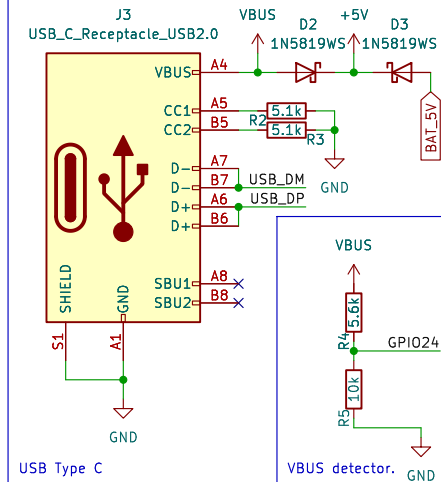 J3
USB_C_Receptacle_USB2.0
VBUS
D2
1N5819WS
+5V
D3
1N5819WS
VBUS A4
CC1 A5
CC2 B5
R2 5.1k
R3 5.1k
GND
BAT_5V
D- A7
D- B7 USB_DM
D+ A6 USB_DP
D+ B6
SBU1 A8
SBU2 B8
SHIELD
GND
S1
A1
GND
USB Type C
VBUS
R4 5.6k
GPIO24
R5 10k
GND
VBUS detector.